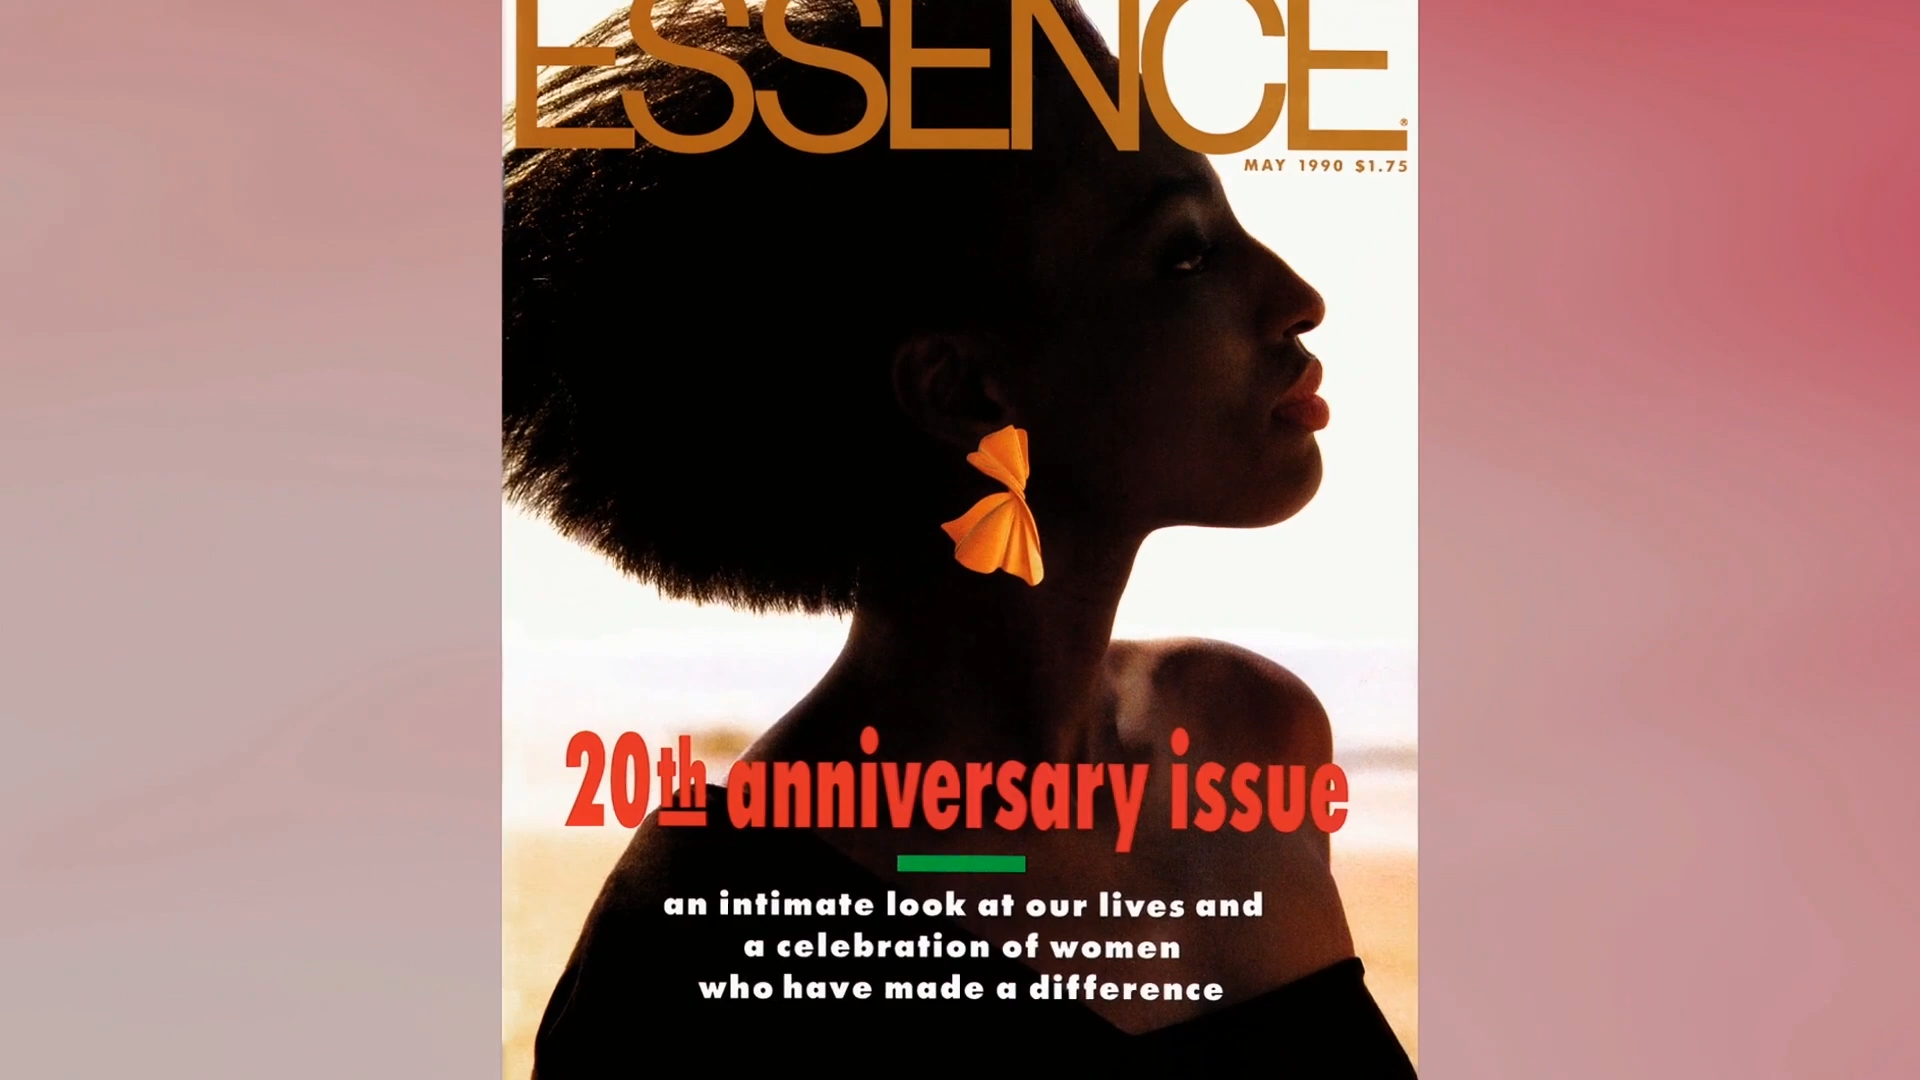 ESSENCE®
MAY 1990 $1.75
20th anniversary issue
an intimate look at our lives and
a celebration of women
who have made a difference